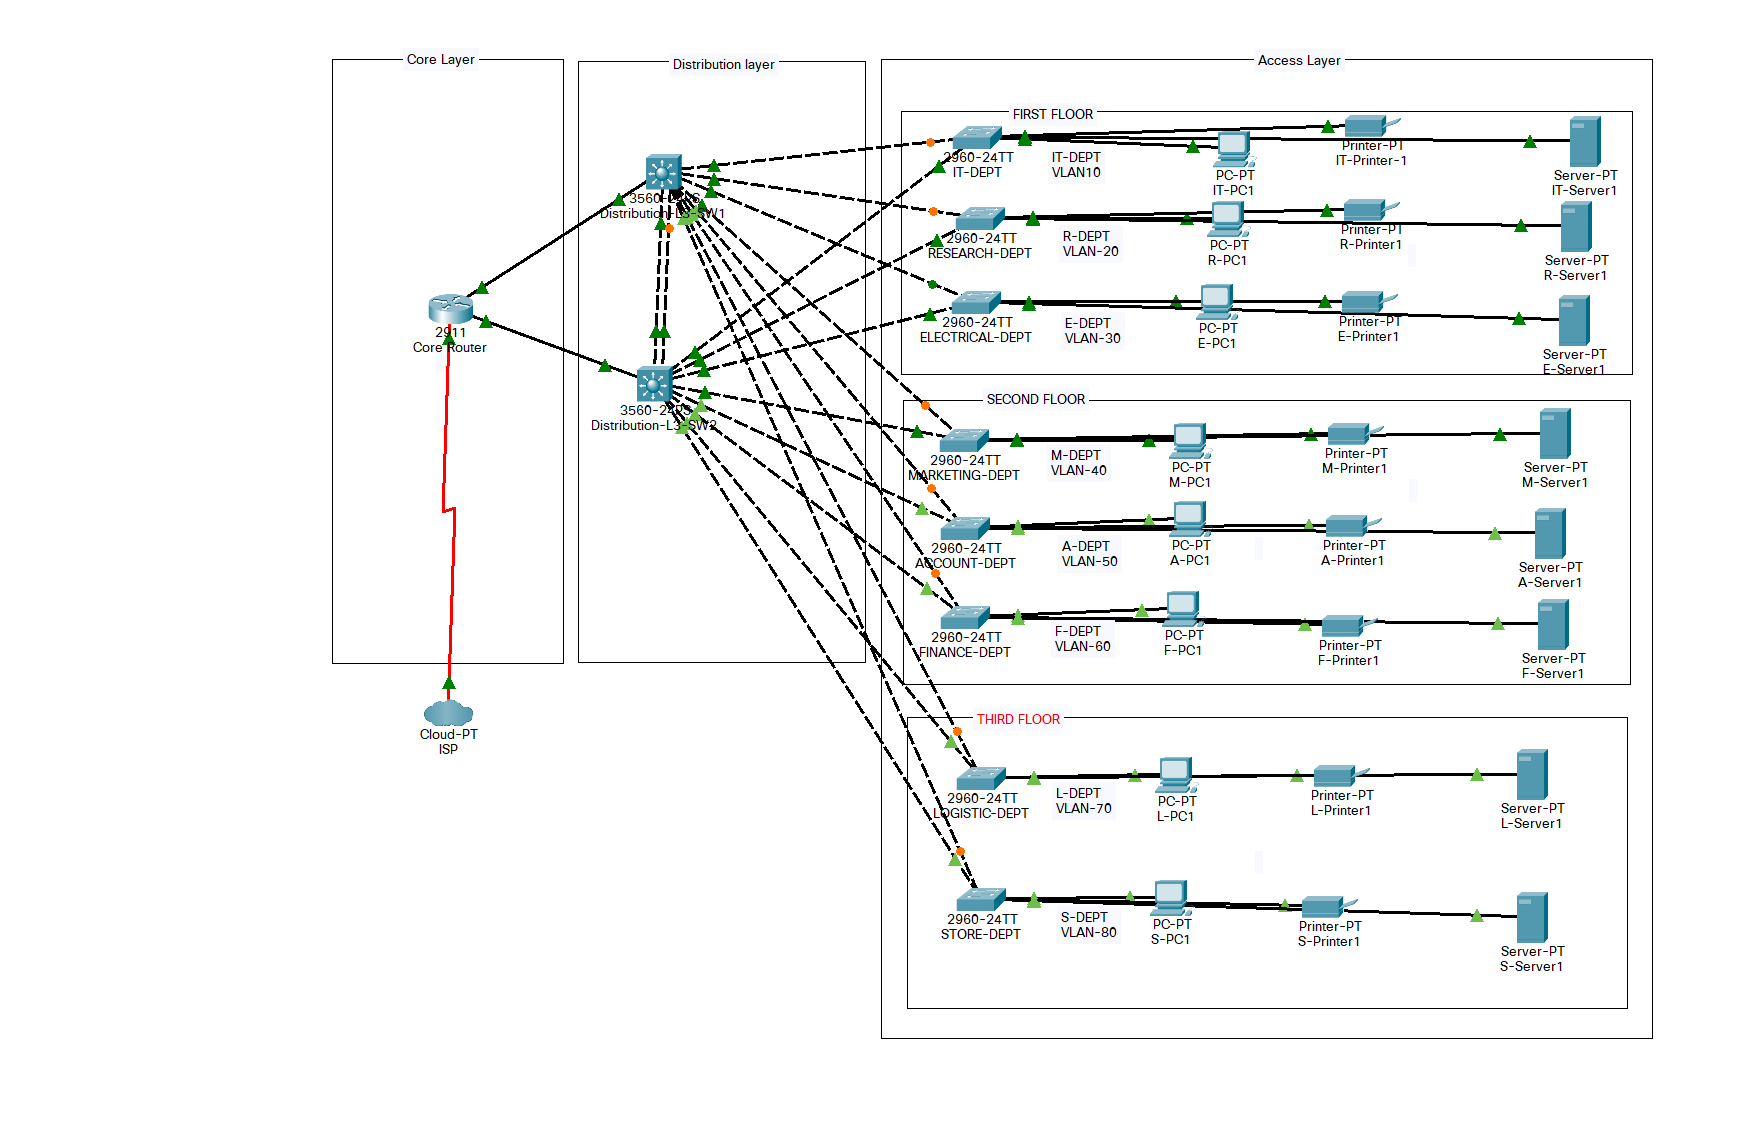 Core Layer
Distribution layer
Access Layer
FIRST FLOOR
2960-24TT
IT-DEPT
IT-DEPT
VLAN10
PC-PT
IT-PC1
Printer-PT
IT-Printer-1
Server-PT
IT-Server1
3560-24PS
Distribution-L3-SW1
2960-24TT
RESEARCH-DEPT
R-DEPT
VLAN-20
PC-PT
R-PC1
Printer-PT
R-Printer1
Server-PT
R-Server1
2911
Core Router
2960-24TT
ELECTRICAL-DEPT
E-DEPT
VLAN-30
PC-PT
E-PC1
Printer-PT
E-Printer1
Server-PT
E-Server1
3560-24PS
Distribution-L3-SW2
SECOND FLOOR
2960-24TT
MARKETING-DEPT
M-DEPT
VLAN-40
PC-PT
M-PC1
Printer-PT
M-Printer1
Server-PT
M-Server1
2960-24TT
ACCOUNT-DEPT
A-DEPT
VLAN-50
PC-PT
A-PC1
Printer-PT
A-Printer1
Server-PT
A-Server1
2960-24TT
FINANCE-DEPT
F-DEPT
VLAN-60
PC-PT
F-PC1
Printer-PT
F-Printer1
Server-PT
F-Server1
Cloud-PT
ISP
THIRD FLOOR
2960-24TT
LOGISTIC-DEPT
L-DEPT
VLAN-70
PC-PT
L-PC1
Printer-PT
L-Printer1
Server-PT
L-Server1
2960-24TT
STORE-DEPT
S-DEPT
VLAN-80
PC-PT
S-PC1
Printer-PT
S-Printer1
Server-PT
S-Server1